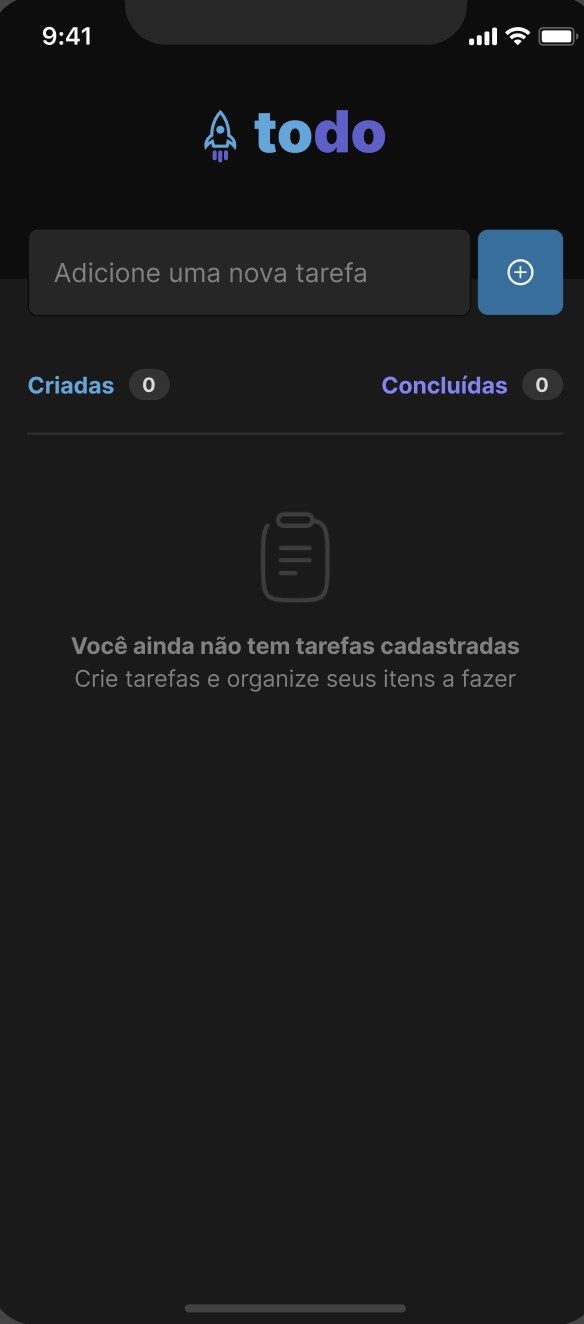 9:41
todo
Adicione uma nova tarefa
Criadas 0 Concluídas 0
Você ainda não tem tarefas cadastradas
Crie tarefas e organize seus itens a fazer